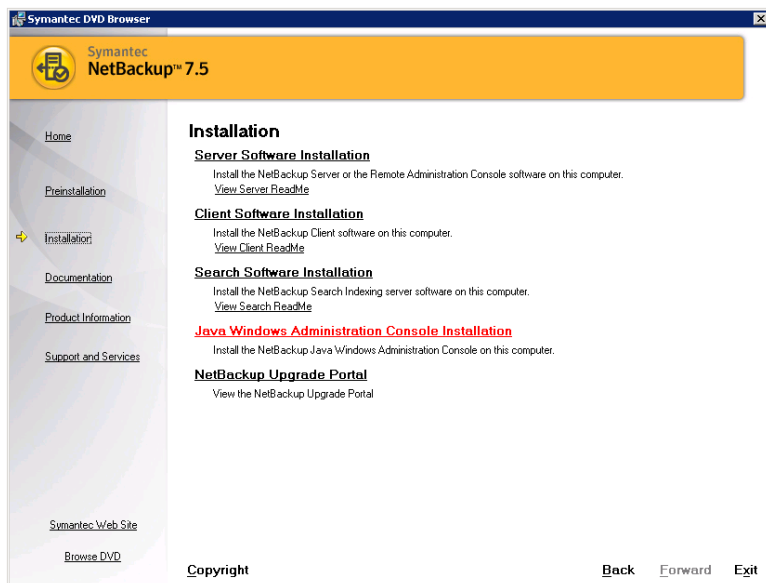 Symantec DVD Browser
Symantec
NetBackup™ 7.5
Home
Preinstallation
Installation
Documentation
Product Information
Support and Services
Symantec Web Site
Browse DVD
Installation
Server Software Installation
Install the NetBackup Server or the Remote Administration Console software on this computer.
View Server ReadMe
Client Software Installation
Install the NetBackup Client software on this computer.
View Client ReadMe
Search Software Installation
Install the NetBackup Search Indexing server software on this computer.
View Search ReadMe
Java Windows Administration Console Installation
Install the NetBackup Java Windows Administration Console on this computer.
NetBackup Upgrade Portal
View the NetBackup Upgrade Portal
Copyright
Back Forward Exit